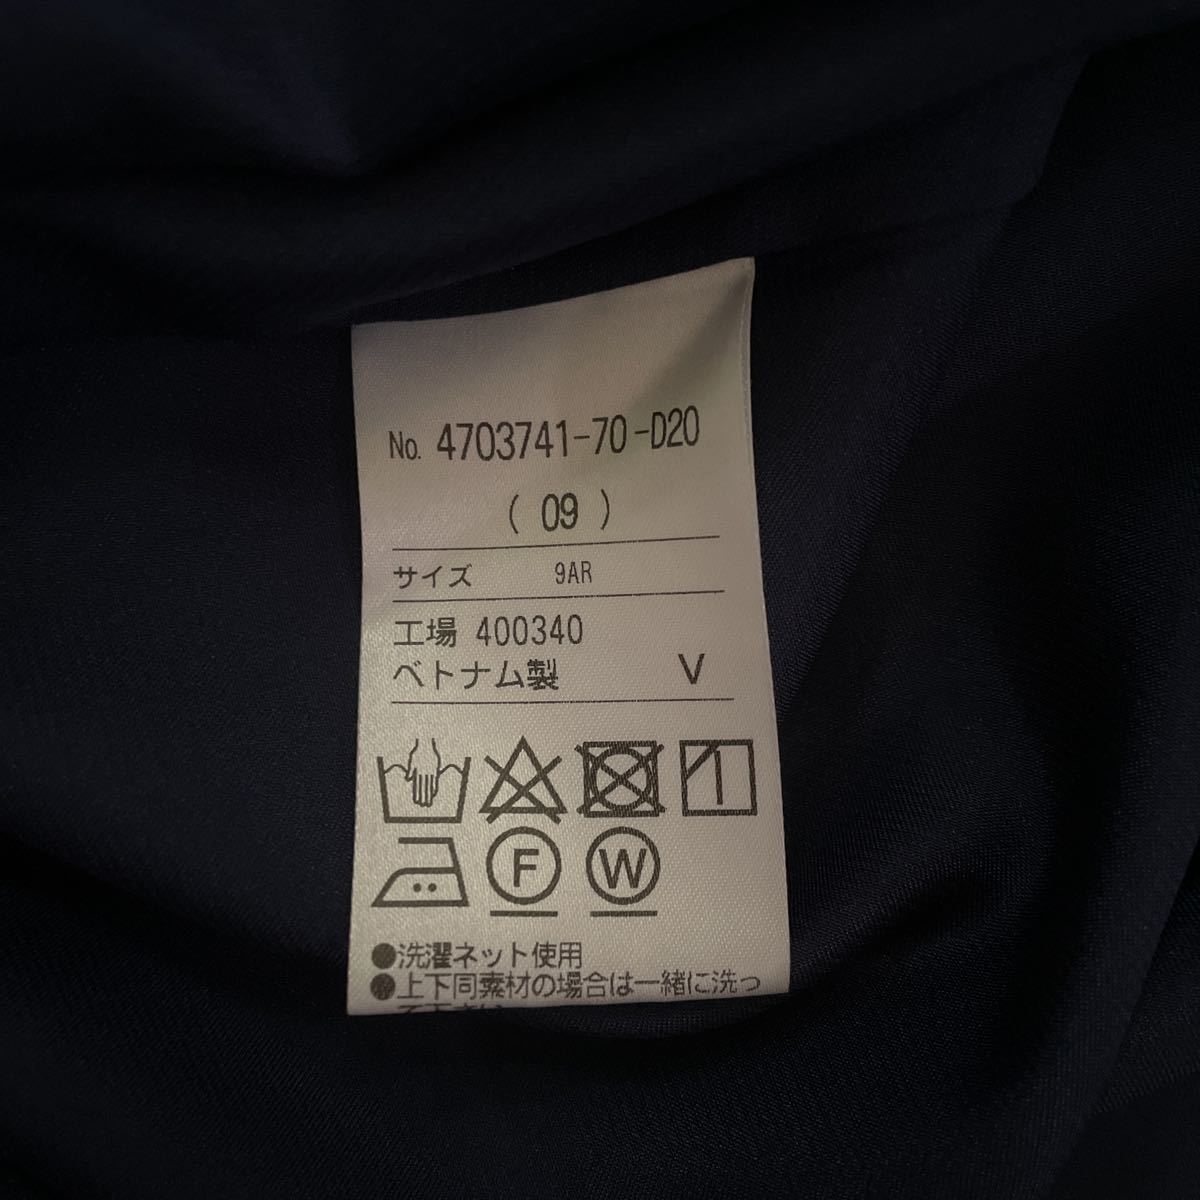 No. 4703741-70-D20
( 09 )
サイズ 9AR
工場 400340
ベトナム製 V
F W
●洗濯ネット使用
●上下同素材の場合は一緒に洗っ